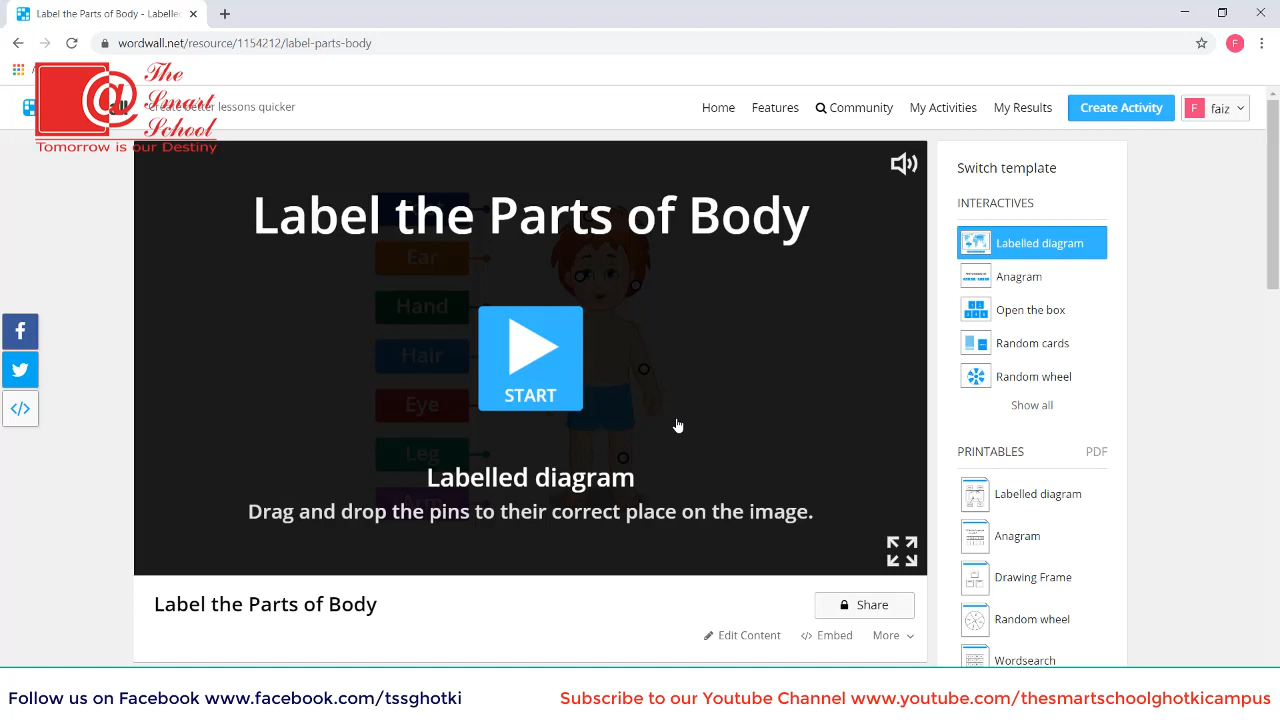 Label the Parts of Body - Labelle
wordwall.net/resource/1154212/label-parts-body
F
The
Smart
School
Tomorrow is our Destiny
Create better lessons quicker
Home
Features
Community
My Activities
My Results
Create Activity
F faiz
Label the Parts of Body
Ear
Hand
Hair
Eye
Leg
Arm
START
Labelled diagram
Drag and drop the pins to their correct place on the image.
Label the Parts of Body
Share
Edit Content
</> Embed
More
Switch template
INTERACTIVES
Labelled diagram
Anagram
Open the box
Random cards
Random wheel
Show all
PRINTABLES PDF
Labelled diagram
Anagram
Drawing Frame
Random wheel
Wordsearch
Follow us on Facebook www.facebook.com/tssghotki
Subscribe to our Youtube Channel www.youtube.com/thesmartschoolghotkicampus